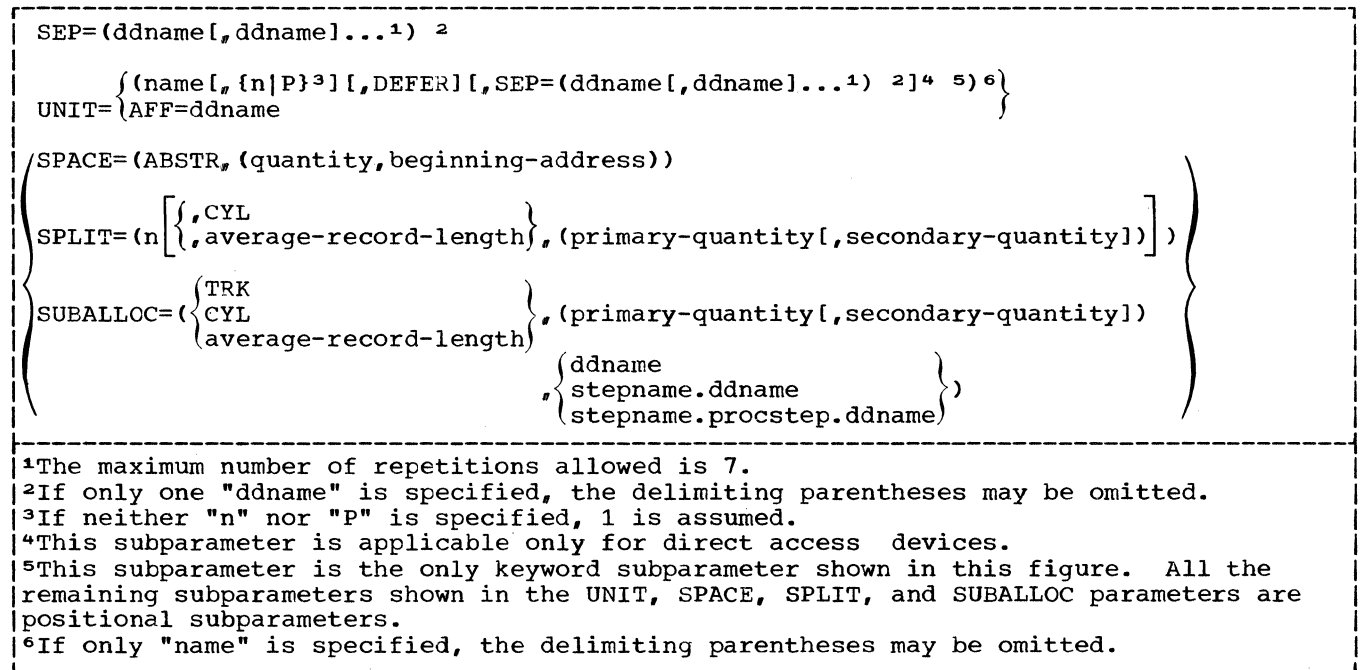 SEP=(ddname[,ddname]...¹) ²
(name[,{n|P}³][,DEFER][,SEP=(ddname[,ddname]...¹) ²]⁴ ⁵)⁶
UNIT= AFF=ddname
SPACE=(ABSTR,(quantity,beginning-address))
,CYL
SPLIT=(n[{,average-record-length},(primary-quantity[,secondary-quantity])])
TRK
SUBALLOC=({CYL},(primary-quantity[,secondary-quantity])
average-record-length
ddname
,{stepname.ddname})
stepname.procstep.ddname
¹The maximum number of repetitions allowed is 7.
²If only one "ddname" is specified, the delimiting parentheses may be omitted.
³If neither "n" nor "P" is specified, 1 is assumed.
⁴This subparameter is applicable only for direct access devices.
⁵This subparameter is the only keyword subparameter shown in this figure. All the
remaining subparameters shown in the UNIT, SPACE, SPLIT, and SUBALLOC parameters are
positional subparameters.
⁶If only "name" is specified, the delimiting parentheses may be omitted.